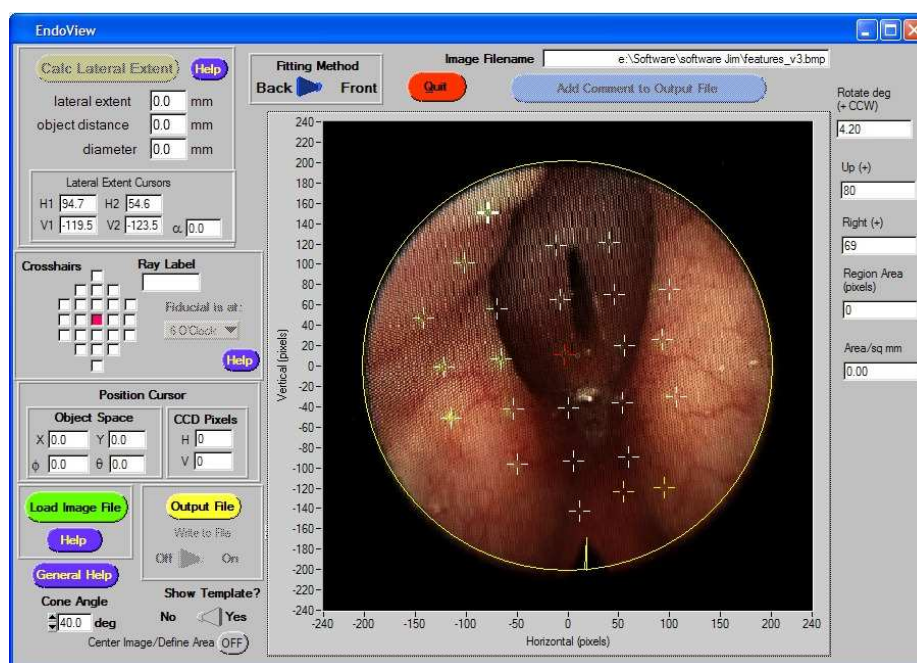 EndoView
Calc Lateral Extent Help
lateral extent 0.0 mm
object distance 0.0 mm
diameter 0.0 mm
Lateral Extent Cursors
H1 94.7 H2 54.6
V1 -119.5 V2 -123.5 α 0.0
Fitting Method
Back Front
Image Filename e:\Software\software Jim\features_v3.bmp
Quit Add Comment to Output File
Crosshairs Ray Label
Fiducial is at:
6 O'Clock
Help
Position Cursor
Object Space CCD Pixels
X 0.0 Y 0.0 H 0
ϕ 0.0 θ 0.0 V 0
Load Image File Output File
Help Write to File
Off On
General Help
Cone Angle Show Template?
40.0 deg No Yes
Center Image/Define Area OFF
Vertical (pixels)
240
200
180
160
140
120
100
80
60
40
20
0
-20
-40
-60
-80
-100
-120
-140
-160
-180
-200
-240
-240 -200 -150 -100 -50 0 50 100 150 200 240
Horizontal (pixels)
Rotate deg
(+ CCW)
4.20
Up (+)
80
Right (+)
69
Region Area
(pixels)
0
Area/sq mm
0.00